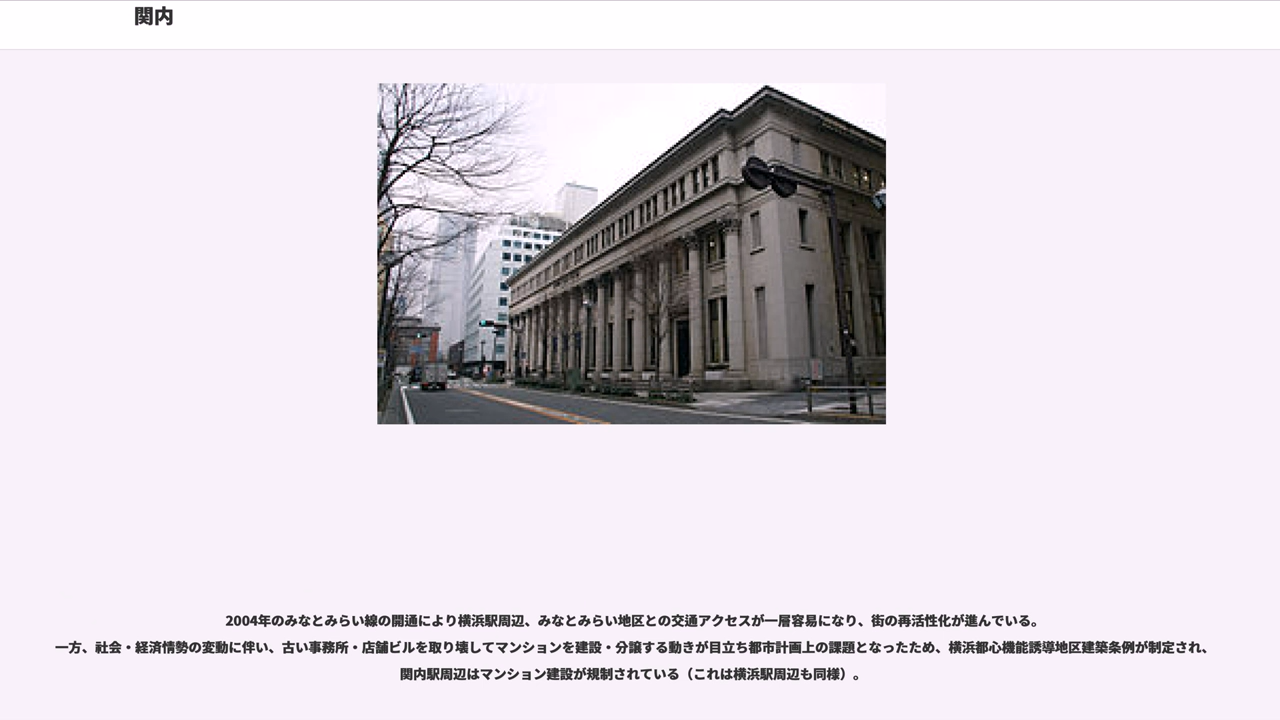 関内
2004年のみなとみらい線の開通により横浜駅周辺、みなとみらい地区との交通アクセスが一層容易になり、街の再活性化が進んでいる。
一方、社会・経済情勢の変動に伴い、古い事務所・店舗ビルを取り壊してマンションを建設・分譲する動きが目立ち都市計画上の課題となったため、横浜都心機能誘導地区建築条例が制定され、
関内駅周辺はマンション建設が規制されている（これは横浜駅周辺も同様）。